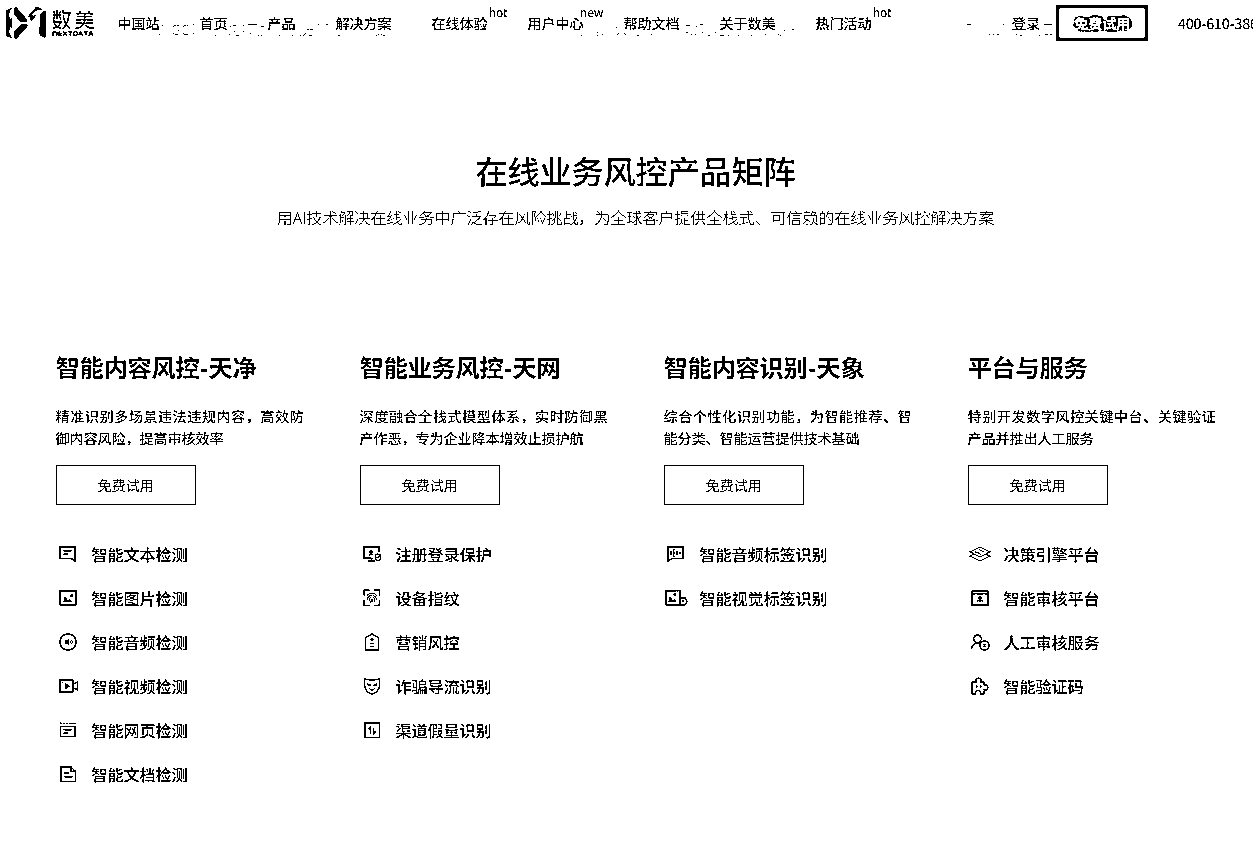 数美
NEXTDATA
中国站 首页 产品 解决方案 在线体验 hot 用户中心 new 帮助文档 关于数美 热门活动 hot 登录 免费试用 400-610-38
在线业务风控产品矩阵
用AI技术解决在线业务中广泛存在风险挑战，为全球客户提供全栈式、可信赖的在线业务风控解决方案
智能内容风控-天净
精准识别多场景违法违规内容，高效防
御内容风险，提高审核效率
免费试用
智能文本检测
智能图片检测
智能音频检测
智能视频检测
智能网页检测
智能文档检测
智能业务风控-天网
深度融合全栈式模型体系，实时防御黑
产作恶，专为企业降本增效止损护航
免费试用
注册登录保护
设备指纹
营销风控
诈骗导流识别
渠道假量识别
智能内容识别-天象
综合个性化识别功能，为智能推荐、智
能分类、智能运营提供技术基础
免费试用
智能音频标签识别
智能视觉标签识别
平台与服务
特别开发数字风控关键中台、关键验证
产品并推出人工服务
免费试用
决策引擎平台
智能审核平台
人工审核服务
智能验证码